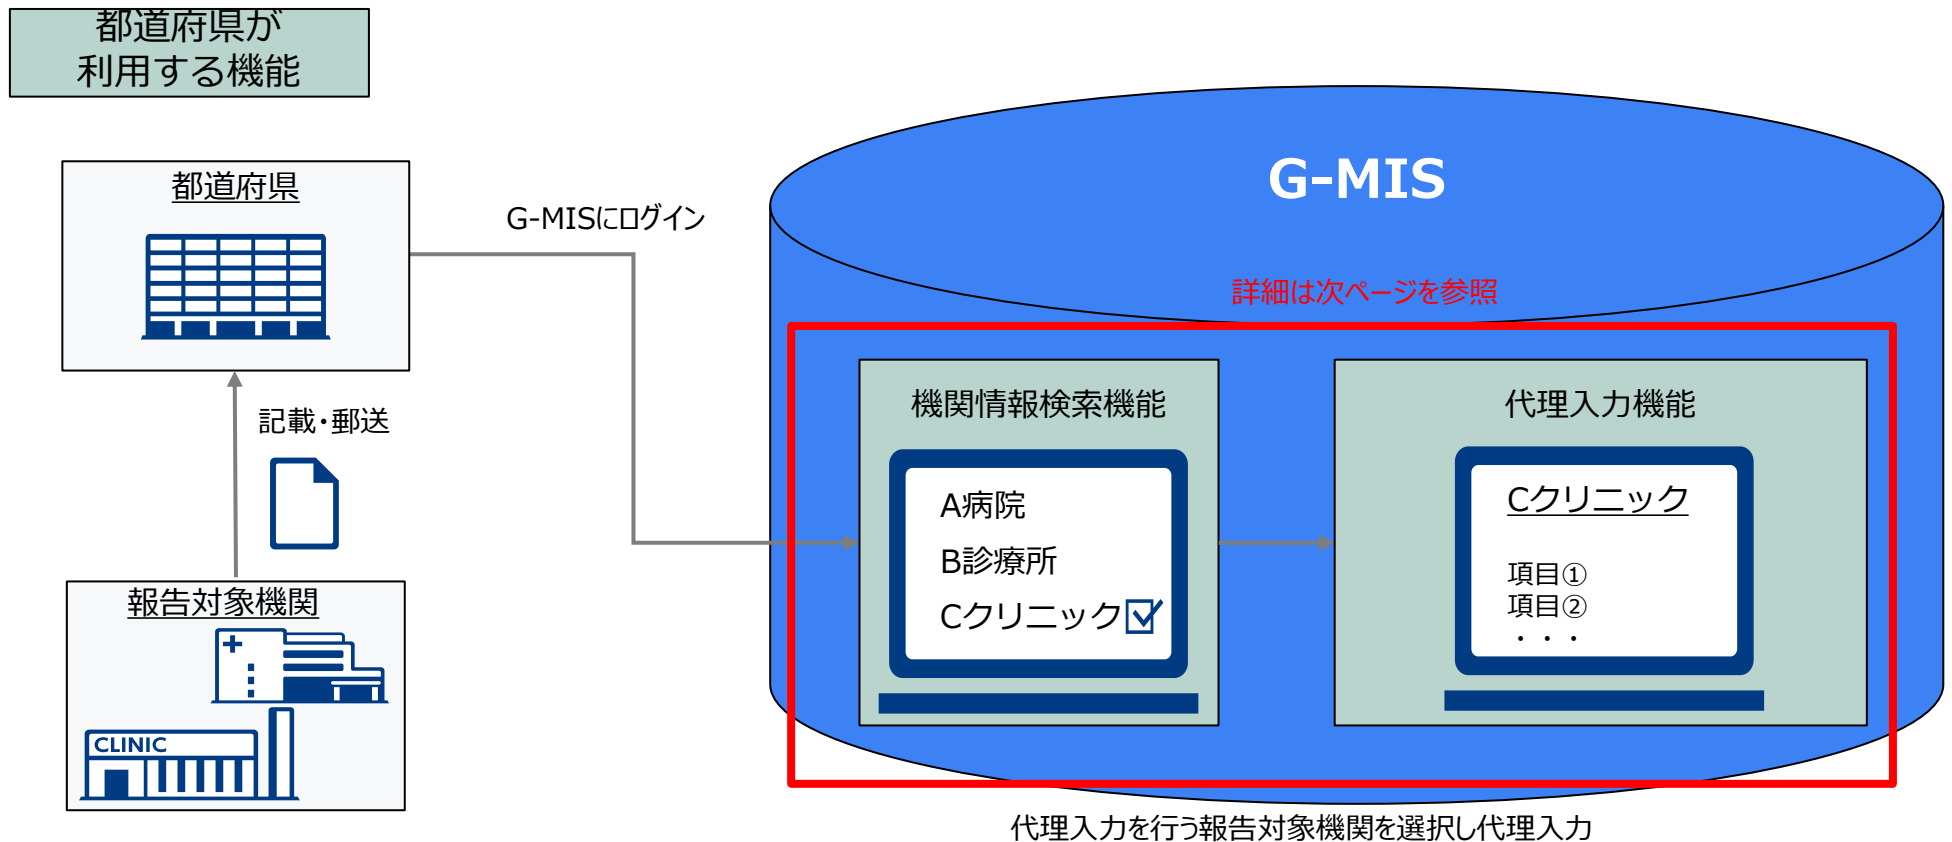 都道府県が
利用する機能
都道府県
G-MISにログイン
G-MIS
詳細は次ページを参照
記載・郵送
報告対象機関
CLINIC
機関情報検索機能
A病院
B診療所
Cクリニック
代理入力機能
Cクリニック
項目①
項目②
・・・
代理入力を行う報告対象機関を選択し代理入力